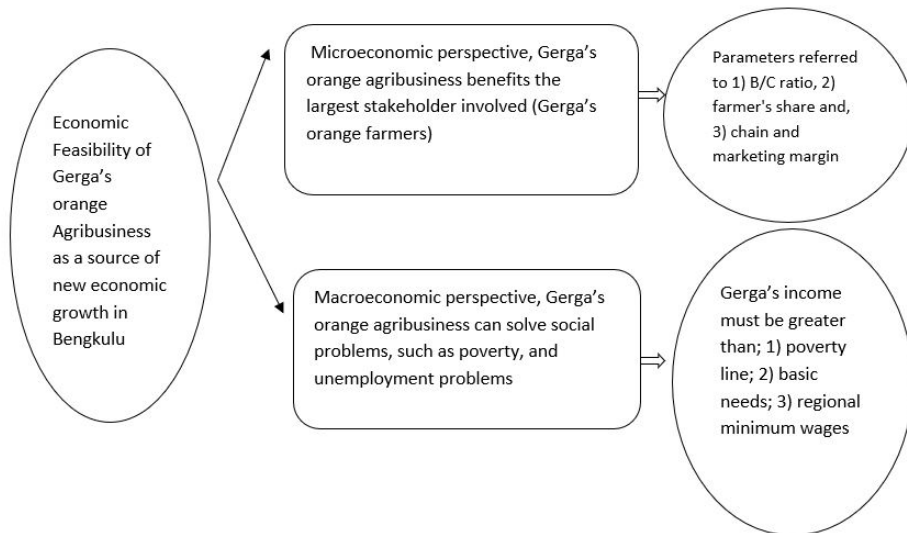 Economic
Feasibility of
Gerga’s
orange
Agribusiness
as a source of
new economic
growth in
Bengkulu
Microeconomic perspective, Gerga’s
orange agribusiness benefits the
largest stakeholder involved (Gerga’s
orange farmers)
Parameters referred
to 1) B/C ratio, 2)
farmer's share and,
3) chain and
marketing margin
Macroeconomic perspective, Gerga’s
orange agribusiness can solve social
problems, such as poverty, and
unemployment problems
Gerga’s income
must be greater
than; 1) poverty
line; 2) basic
needs; 3) regional
minimum wages